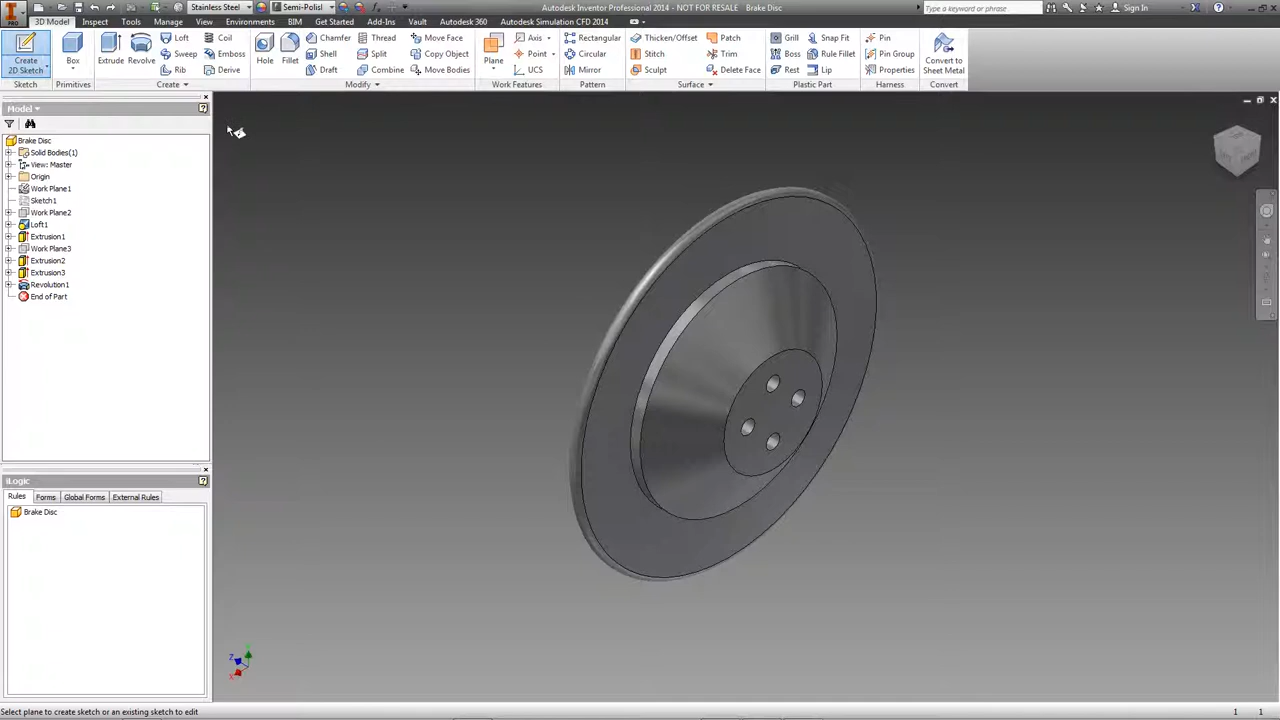 PRO
Stainless Steel
Semi-Polisl
Autodesk Inventor Professional 2014 - NOT FOR RESALE   Brake Disc
Type a keyword or phrase
Sign In
3D Model Inspect Tools Manage View Environments BIM Get Started Add-Ins Vault Autodesk 360 Autodesk Simulation CFD 2014
Loft Coil Chamfer Thread Move Face Axis Rectangular Thicken/Offset Patch Grill Snap Fit Pin
Create 2D Sketch Box Extrude Revolve Sweep Emboss Hole Fillet Shell Split Copy Object Plane Point Circular Stitch Trim Boss Rule Fillet Pin Group Convert to Sheet Metal
Rib Derive Draft Combine Move Bodies UCS Mirror Sculpt Delete Face Rest Lip Properties
Sketch Primitives Create Modify Work Features Pattern Surface Plastic Part Harness Convert
Model
Brake Disc
Solid Bodies(1)
View: Master
Origin
Work Plane1
Sketch1
Work Plane2
Loft1
Extrusion1
Work Plane3
Extrusion2
Extrusion3
Revolution1
End of Part
iLogic
Rules Forms Global Forms External Rules
Brake Disc
Z
X
Select plane to create sketch or an existing sketch to edit
1 1